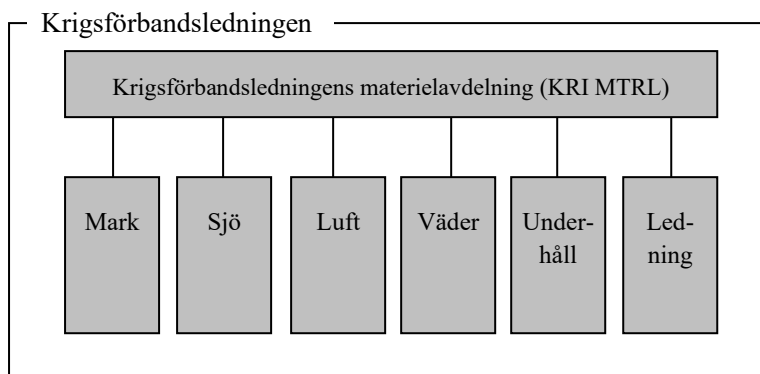 Krigsförbandsledningen
Krigsförbandsledningens materielavdelning (KRI MTRL)
Mark
Sjö
Luft
Väder
Under-
håll
Led-
ning